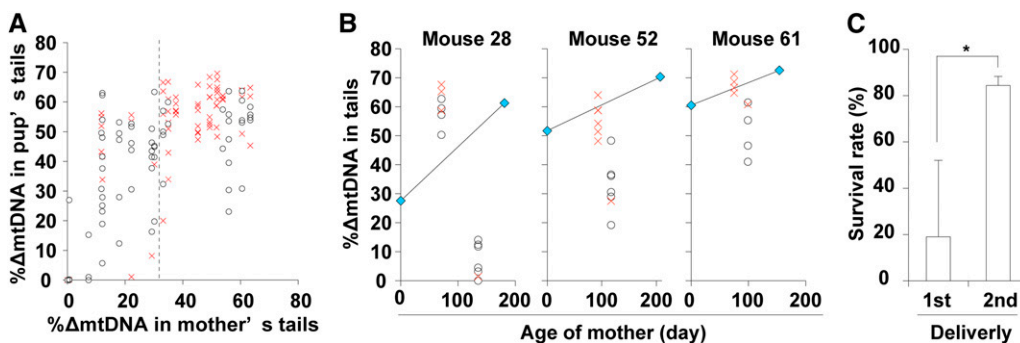 A
%ΔmtDNA in pup' s tails
80
70
60
50
40
30
20
10
0
0 20 40 60 80
%ΔmtDNA in mother' s tails
B
Mouse 28 Mouse 52 Mouse 61
%ΔmtDNA in tails
80
70
60
50
40
30
20
10
0
0 100 200 0 100 200 0 100 200
Age of mother (day)
C
Survival rate (%)
100
80
60
40
20
0
*
1st 2nd
Deliverly